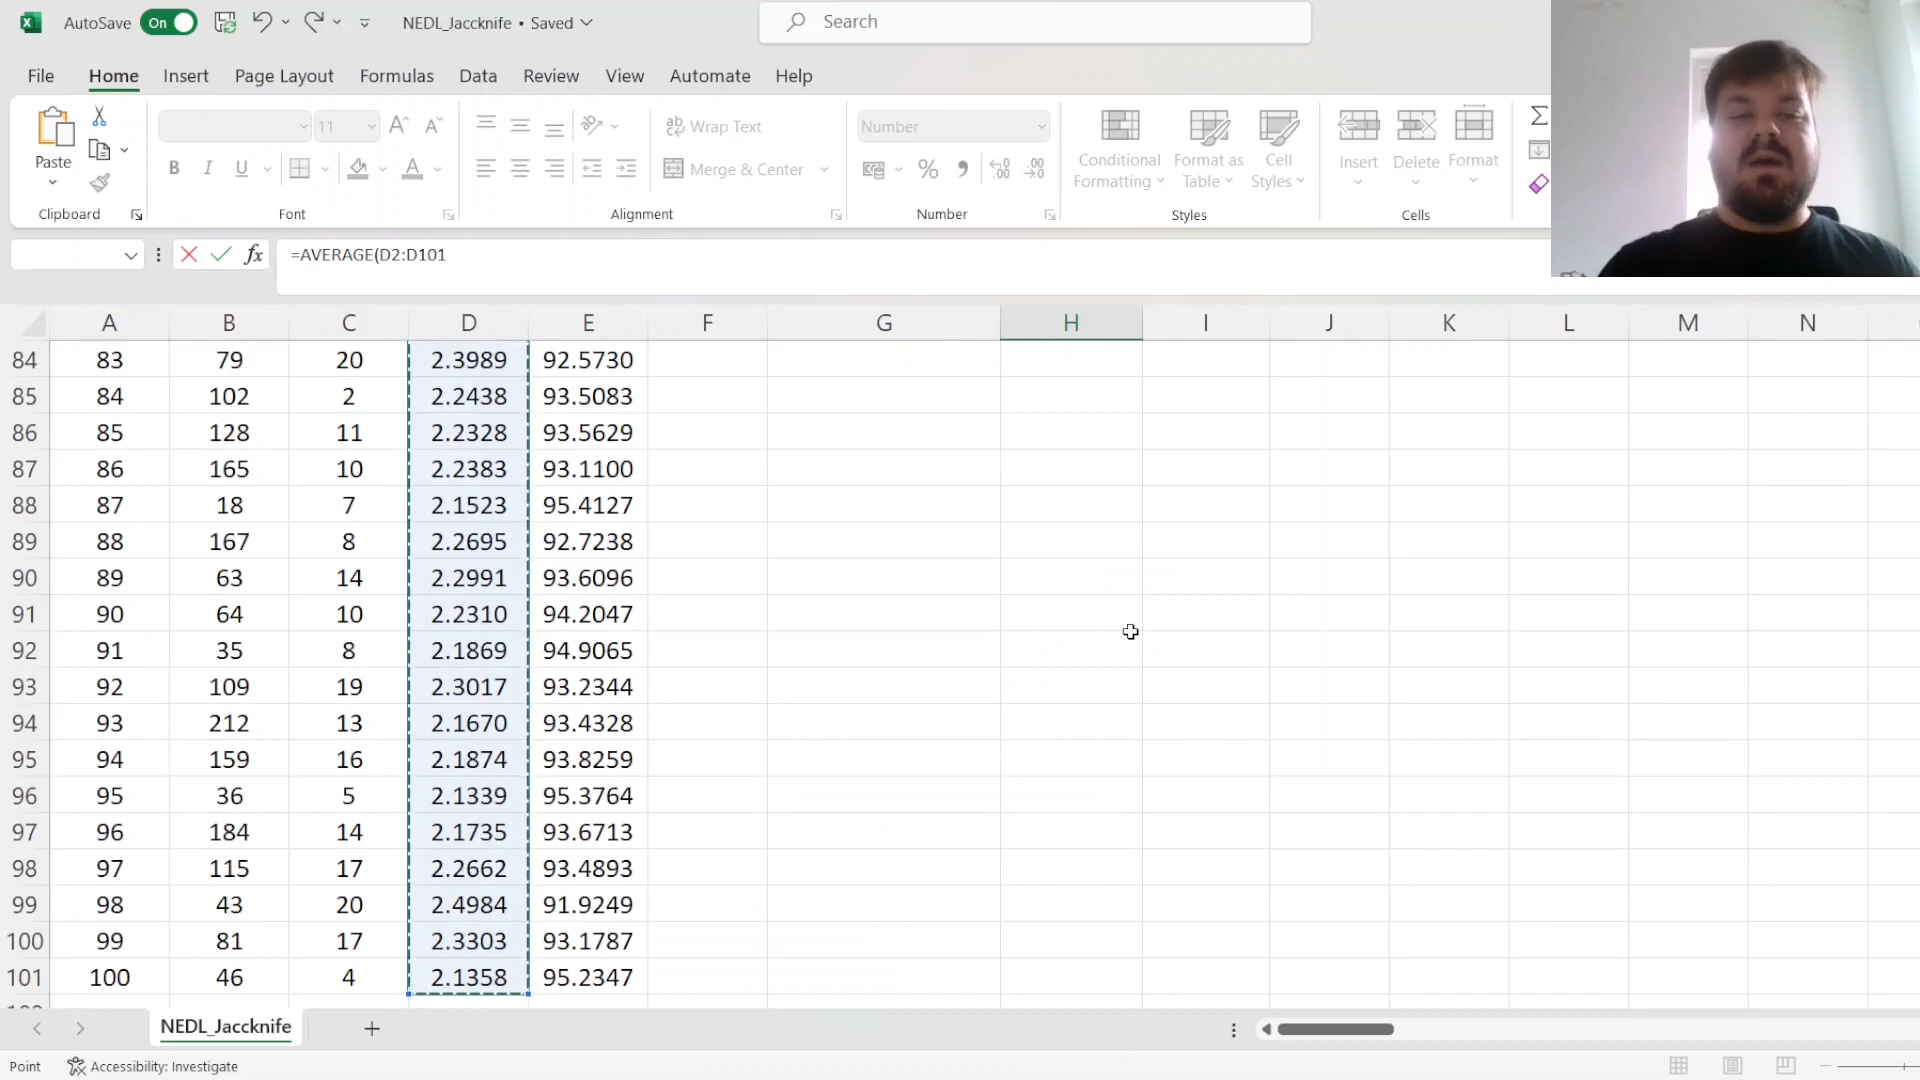 AutoSave On NEDL_Jaccknife • Saved Search
File Home Insert Page Layout Formulas Data Review View Automate Help
Paste
11
Wrap Text
Merge & Center
Number
Conditional Formatting
Format as Table
Cell Styles
Insert
Delete
Format
Clipboard Font Alignment Number Styles Cells
fx =AVERAGE(D2:D101
A B C D E F G H I J K L M N
84 83 79 20 2.3989 92.5730
85 84 102 2 2.2438 93.5083
86 85 128 11 2.2328 93.5629
87 86 165 10 2.2383 93.1100
88 87 18 7 2.1523 95.4127
89 88 167 8 2.2695 92.7238
90 89 63 14 2.2991 93.6096
91 90 64 10 2.2310 94.2047
92 91 35 8 2.1869 94.9065
93 92 109 19 2.3017 93.2344
94 93 212 13 2.1670 93.4328
95 94 159 16 2.1874 93.8259
96 95 36 5 2.1339 95.3764
97 96 184 14 2.1735 93.6713
98 97 115 17 2.2662 93.4893
99 98 43 20 2.4984 91.9249
100 99 81 17 2.3303 93.1787
101 100 46 4 2.1358 95.2347
NEDL_Jaccknife
Point Accessibility: Investigate